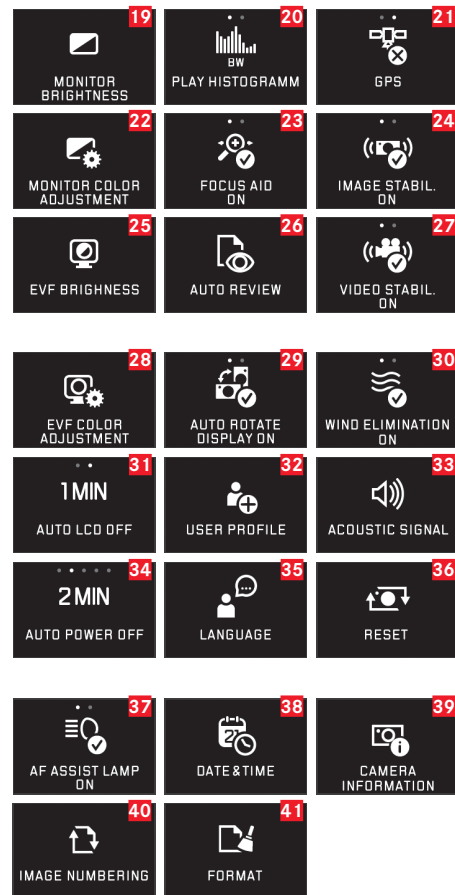 19
MONITOR
BRIGHTNESS
20
BW
PLAY HISTOGRAMM
21
GPS
22
MONITOR COLOR
ADJUSTMENT
23
FOCUS AID
ON
24
IMAGE STABIL.
ON
25
EVF BRIGHNESS
26
AUTO REVIEW
27
VIDEO STABIL.
ON
28
EVF COLOR
ADJUSTMENT
29
AUTO ROTATE
DISPLAY ON
30
WIND ELIMINATION
ON
31
1 MIN
AUTO LCD OFF
32
USER PROFILE
33
ACOUSTIC SIGNAL
34
2 MIN
AUTO POWER OFF
35
LANGUAGE
36
RESET
37
AF ASSIST LAMP
ON
38
27
DATE & TIME
39
CAMERA
INFORMATION
40
IMAGE NUMBERING
41
FORMAT